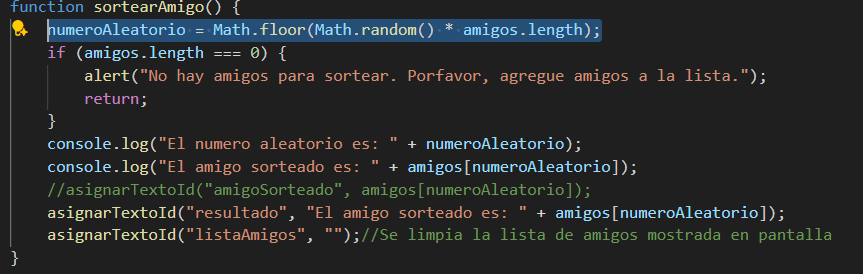 function sortearAmigo() {
numeroAleatorio = Math.floor(Math.random() * amigos.length);
if (amigos.length === 0) {
alert("No hay amigos para sortear. Porfavor, agregue amigos a la lista.");
return;
}
console.log("El numero aleatorio es: " + numeroAleatorio);
console.log("El amigo sorteado es: " + amigos[numeroAleatorio]);
//asignarTextoId("amigoSorteado", amigos[numeroAleatorio]);
asignarTextoId("resultado", "El amigo sorteado es: " + amigos[numeroAleatorio]);
asignarTextoId("listaAmigos", "");//Se limpia la lista de amigos mostrada en pantalla
}